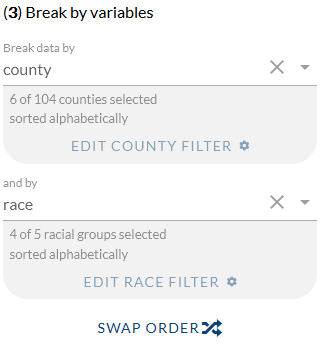 (3) Break by variables
Break data by
county
6 of 104 counties selected
sorted alphabetically
EDIT COUNTY FILTER
and by
race
4 of 5 racial groups selected
sorted alphabetically
EDIT RACE FILTER
SWAP ORDER